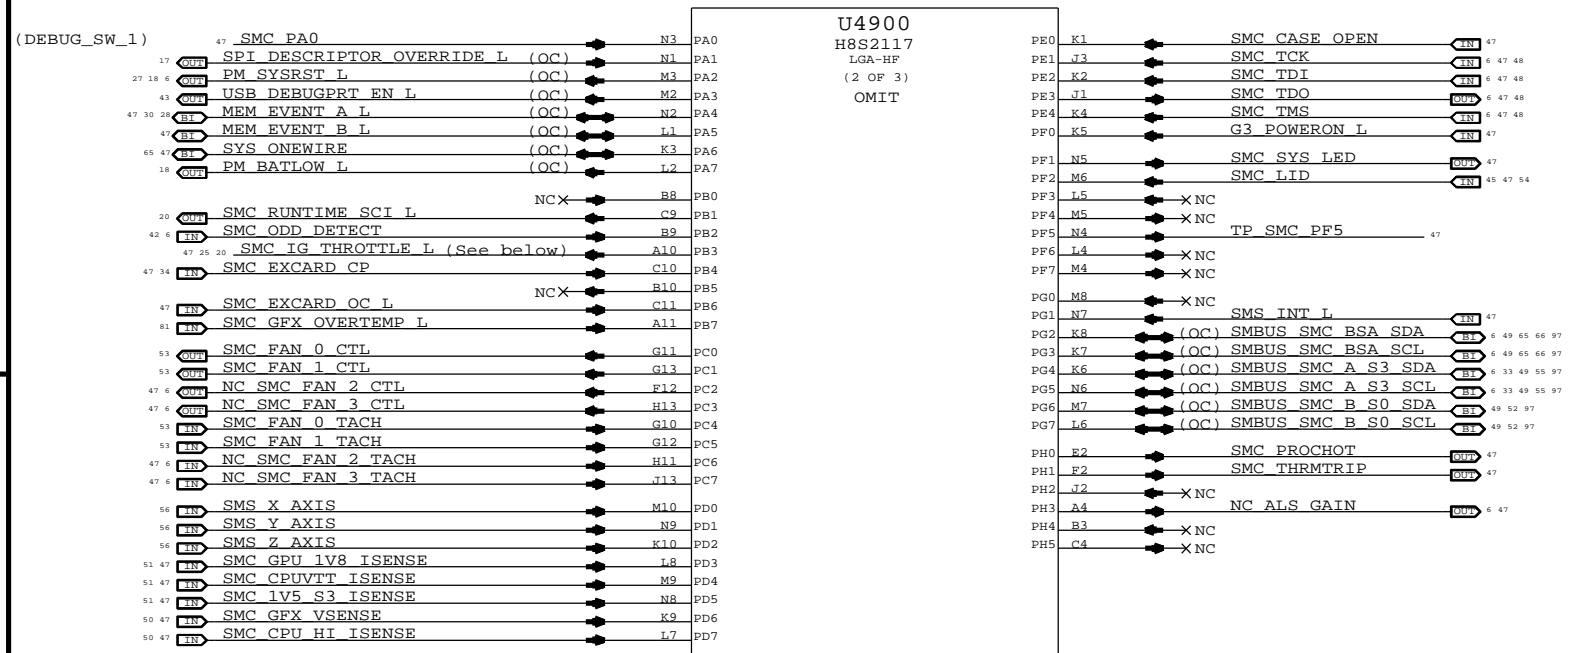 U4900
H8S2117
LGA-HF
(2 OF 3)
OMIT
(DEBUG_SW_1) 47 SMC_PA0 N3 PA0
17 OUT SPI_DESCRIPTOR_OVERRIDE_L (OC) N1 PA1
27 18 6 OUT PM_SYSRST_L (OC) M3 PA2
43 OUT USB_DEBUGPRT_EN_L (OC) M2 PA3
47 30 28 BI MEM_EVENT_A_L (OC) N2 PA4
47 BI MEM_EVENT_B_L (OC) L1 PA5
65 47 BI SYS_ONEWIRE (OC) K3 PA6
18 OUT PM_BATLOW_L (OC) L2 PA7
NC B8 PB0
20 OUT SMC_RUNTIME_SCI_L C9 PB1
42 6 IN SMC_ODD_DETECT B9 PB2
47 25 20 SMC_IG_THROTTLE_L (See below) A10 PB3
47 34 IN SMC_EXCARD_CP C10 PB4
NC B10 PB5
47 IN SMC_EXCARD_OC_L C11 PB6
81 IN SMC_GFX_OVERTEMP_L A11 PB7
53 OUT SMC_FAN_0_CTL G11 PC0
53 OUT SMC_FAN_1_CTL G13 PC1
47 6 OUT NC_SMC_FAN_2_CTL F12 PC2
47 6 OUT NC_SMC_FAN_3_CTL H13 PC3
53 IN SMC_FAN_0_TACH G10 PC4
53 IN SMC_FAN_1_TACH G12 PC5
47 6 IN NC_SMC_FAN_2_TACH H11 PC6
47 6 IN NC_SMC_FAN_3_TACH J13 PC7
56 IN SMS_X_AXIS M10 PD0
56 IN SMS_Y_AXIS N9 PD1
56 IN SMS_Z_AXIS K10 PD2
51 47 IN SMC_GPU_1V8_ISENSE L8 PD3
51 47 IN SMC_CPUVTT_ISENSE M9 PD4
51 47 IN SMC_1V5_S3_ISENSE N8 PD5
50 47 IN SMC_GFX_VSENSE K9 PD6
50 47 IN SMC_CPU_HI_ISENSE L7 PD7
PE0 K1 SMC_CASE_OPEN IN 47
PE1 J3 SMC_TCK IN 6 47 48
PE2 K2 SMC_TDI IN 6 47 48
PE3 J1 SMC_TDO OUT 6 47 48
PE4 K4 SMC_TMS IN 6 47 48
PF0 K5 G3_POWERON_L IN 47
PF1 N5 SMC_SYS_LED OUT 47
PF2 M6 SMC_LID IN 45 47 54
PF3 L5 NC
PF4 M5 NC
PF5 N4 TP_SMC_PF5 47
PF6 L4 NC
PF7 M4 NC
PG0 M8 NC
PG1 N7 SMS_INT_L IN 47
PG2 K8 (OC) SMBUS_SMC_BSA_SDA BI 6 49 65 66 97
PG3 K7 (OC) SMBUS_SMC_BSA_SCL BI 6 49 65 66 97
PG4 K6 (OC) SMBUS_SMC_A_S3_SDA BI 6 33 49 55 97
PG5 N6 (OC) SMBUS_SMC_A_S3_SCL BI 6 33 49 55 97
PG6 M7 (OC) SMBUS_SMC_B_S0_SDA BI 49 52 97
PG7 L6 (OC) SMBUS_SMC_B_S0_SCL BI 49 52 97
PH0 E2 SMC_PROCHOT OUT 47
PH1 F2 SMC_THRMTRIP OUT 47
PH2 J2 NC
PH3 A4 NC_ALS_GAIN OUT 6 47
PH4 B3 NC
PH5 C4 NC